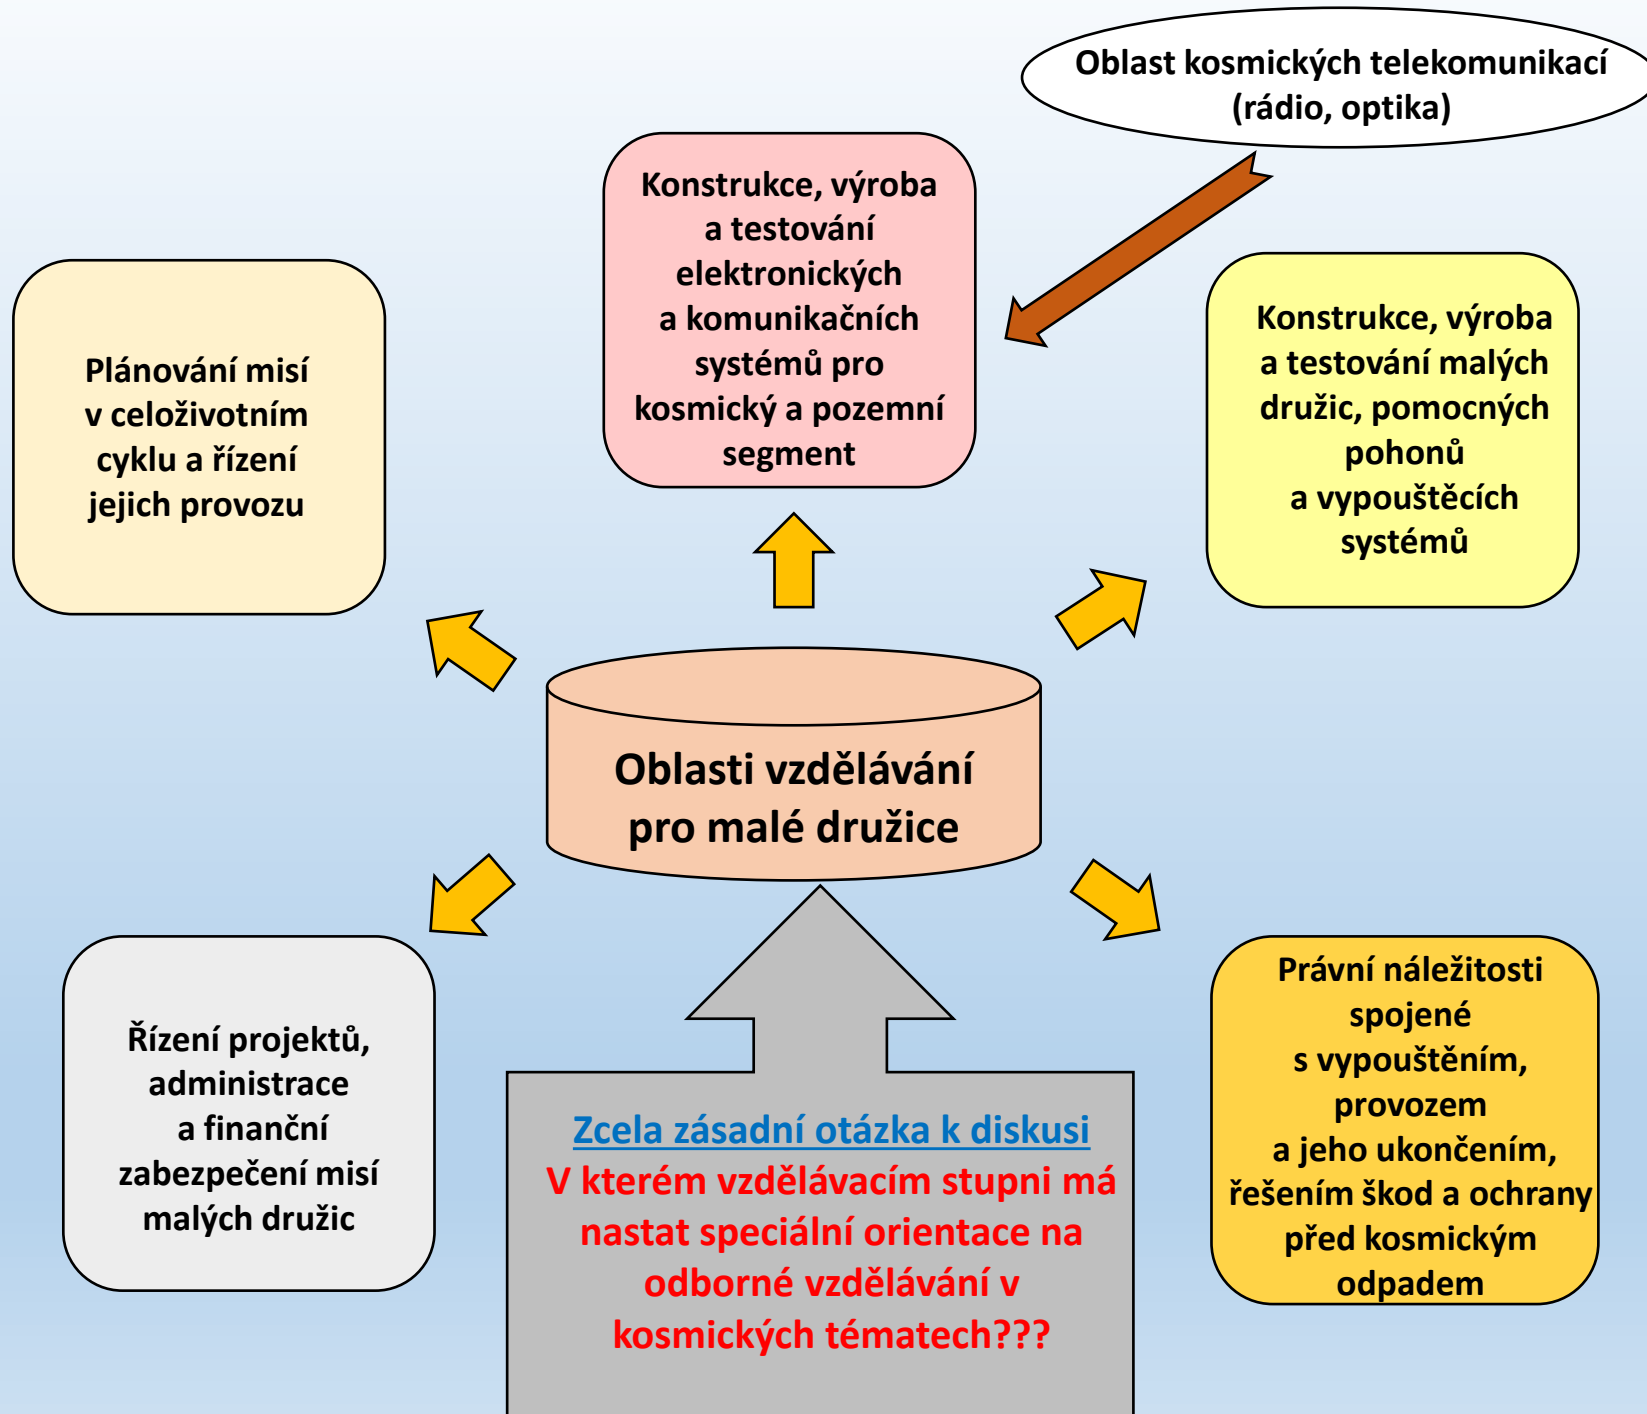 Oblast kosmických telekomunikací
(rádio, optika)
Konstrukce, výroba
a testování
elektronických
a komunikačních
systémů pro
kosmický a pozemní
segment
Plánování misí
v celoživotním
cyklu a řízení
jejich provozu
Konstrukce, výroba
a testování malých
družic, pomocných
pohonů
a vypouštěcích
systémů
Oblasti vzdělávání
pro malé družice
Řízení projektů,
administrace
a finanční
zabezpečení misí
malých družic
Zcela zásadní otázka k diskusi
V kterém vzdělávacím stupni má
nastat speciální orientace na
odborné vzdělávání v
kosmických tématech???
Právní náležitosti
spojené
s vypouštěním,
provozem
a jeho ukončením,
řešením škod a ochrany
před kosmickým
odpadem